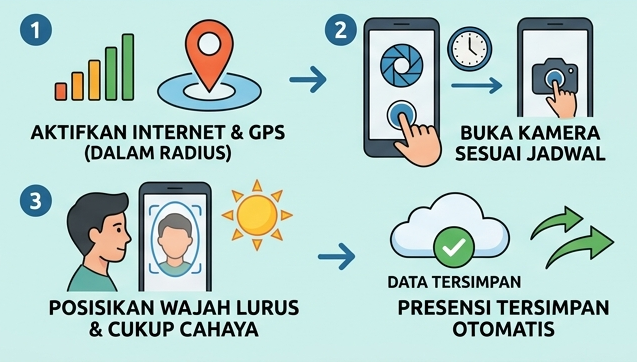 1
AKTIFKAN INTERNET & GPS
(DALAM RADIUS)
2
BUKA KAMERA
SESUAI JADWAL
3
POSISIKAN WAJAH LURUS
& CUKUP CAHAYA
DATA TERSIMPAN
PRESENSI TERSIMPAN
OTOMATIS